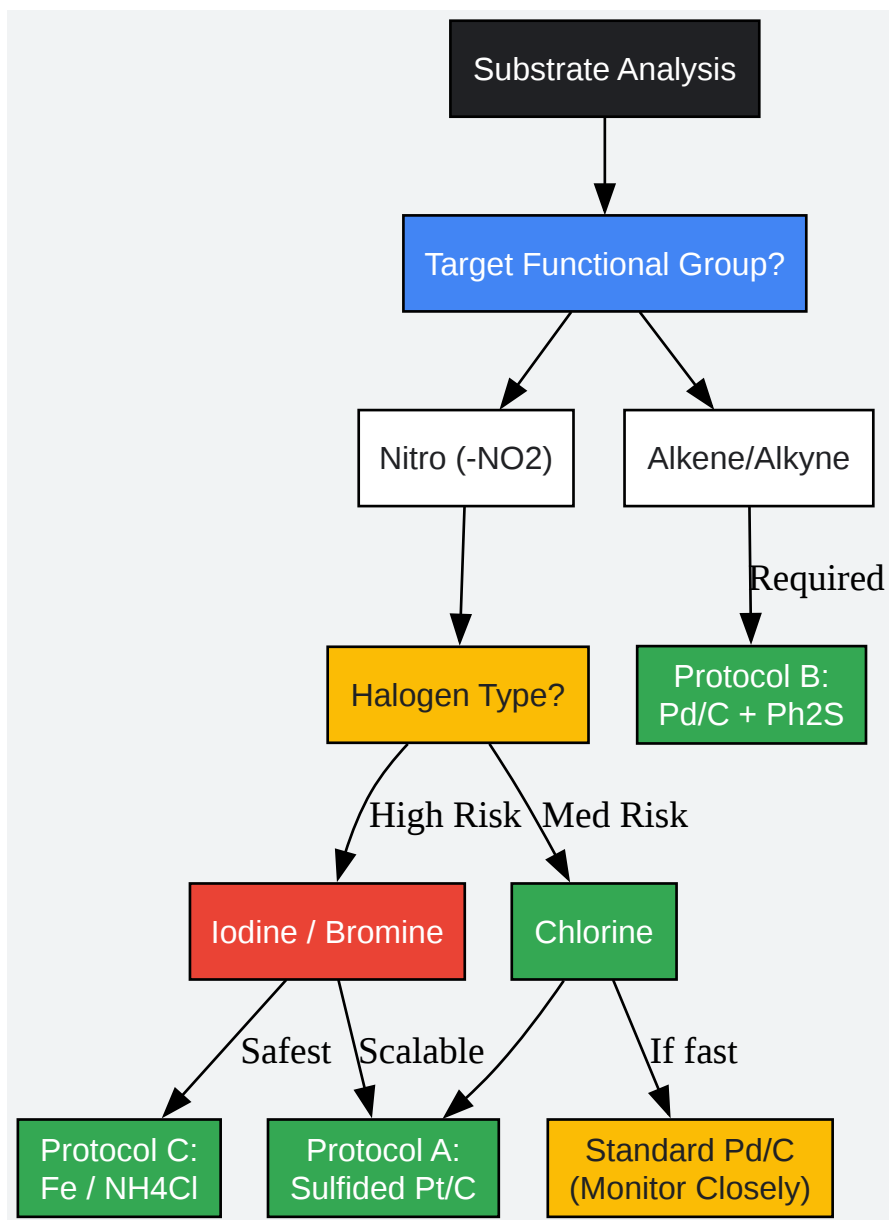 Substrate Analysis
Target Functional Group?
Nitro (-NO2)
Alkene/Alkyne
Required
Halogen Type?
Protocol B:
Pd/C + Ph2S
High Risk
Med Risk
Iodine / Bromine
Chlorine
Safest
Scalable
If fast
Protocol C:
Fe / NH4Cl
Protocol A:
Sulfided Pt/C
Standard Pd/C
(Monitor Closely)